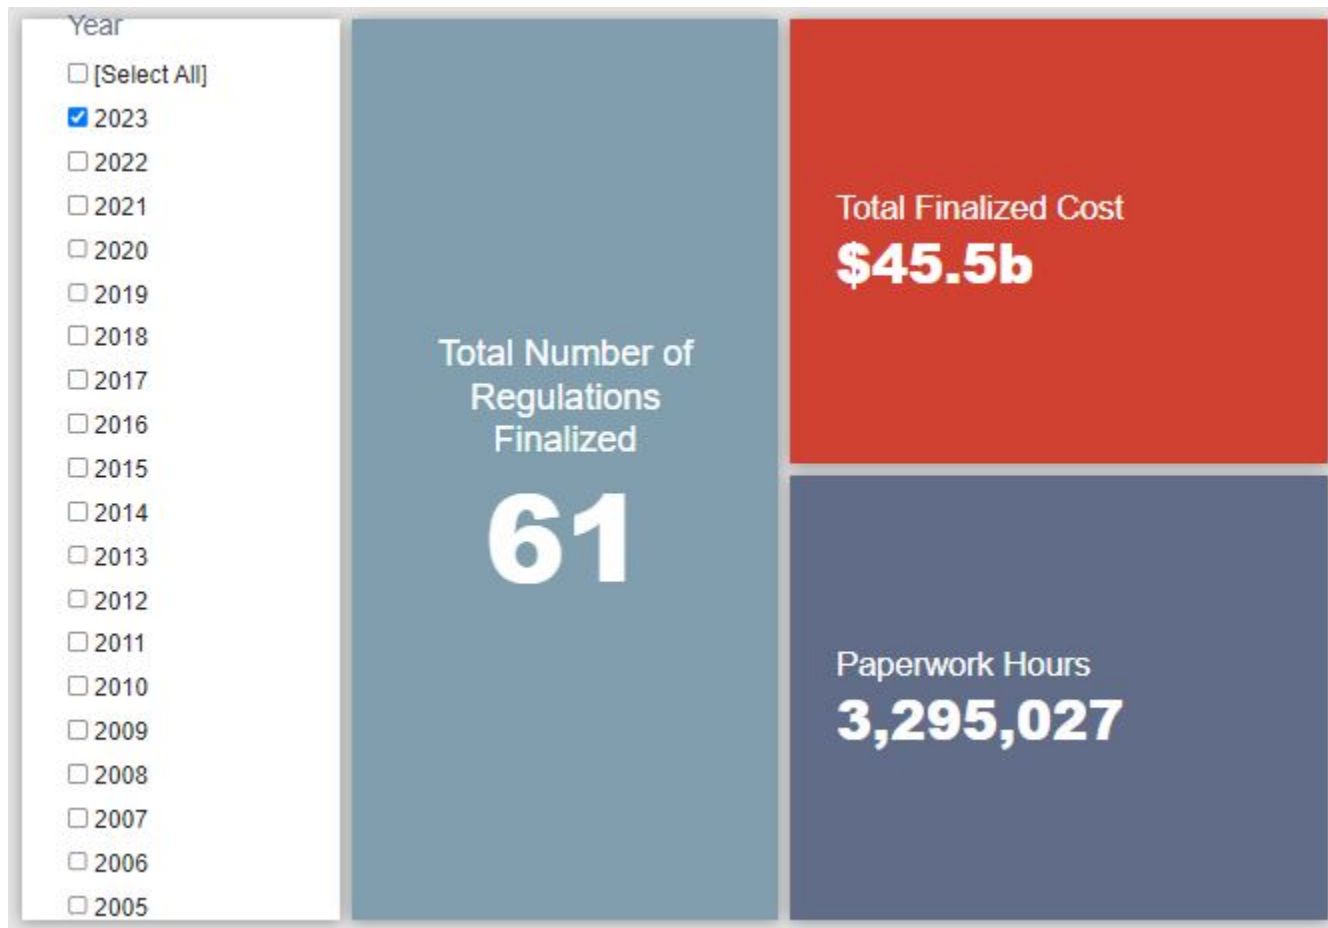 Year
[Select All]
2023
2022
2021
2020
2019
2018
2017
2016
2015
2014
2013
2012
2011
2010
2009
2008
2007
2006
2005
Total Number of
Regulations
Finalized
61
Total Finalized Cost
$45.5b
Paperwork Hours
3,295,027